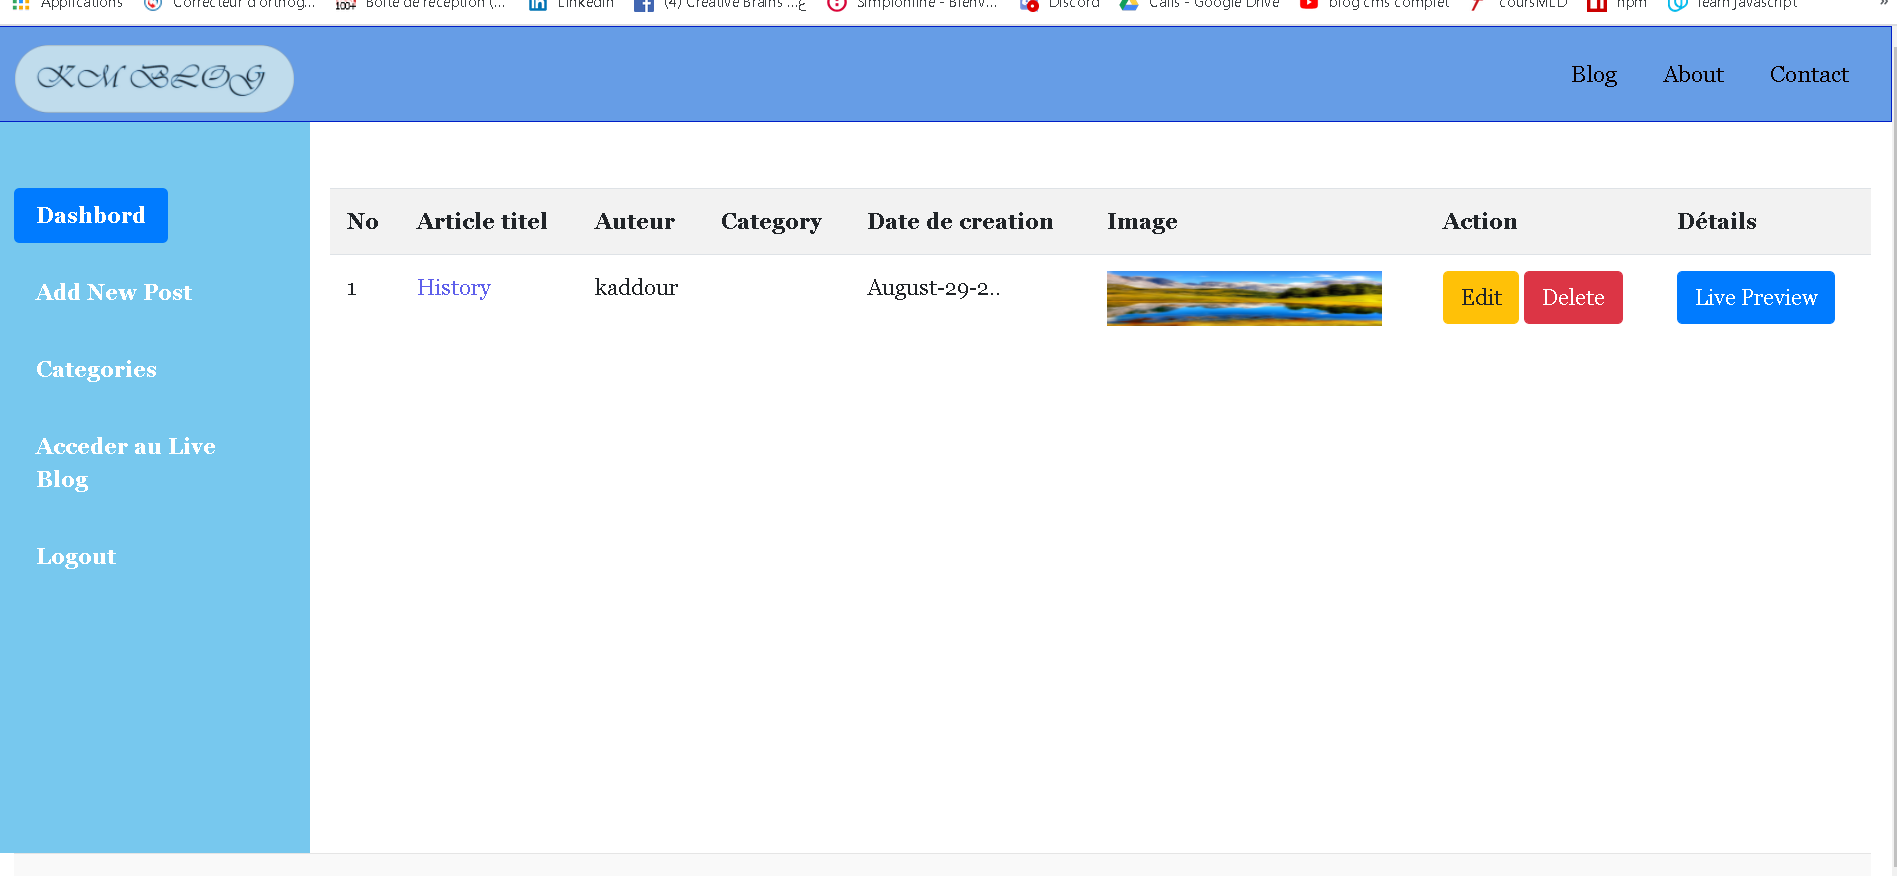 Applications Correcteur d'orthog... Boîte de réception (... LinkedIn (4) Creative Brains ... Simplonline - Bienv... Discord Calls - Google Drive blog cms complet coursMLD npm learn javascript »
KM BLOG
Blog About Contact
Dashbord
Add New Post
Categories
Acceder au Live
Blog
Logout
No Article titel Auteur Category Date de creation Image Action Détails
1 History kaddour August-29-2.. Edit Delete Live Preview